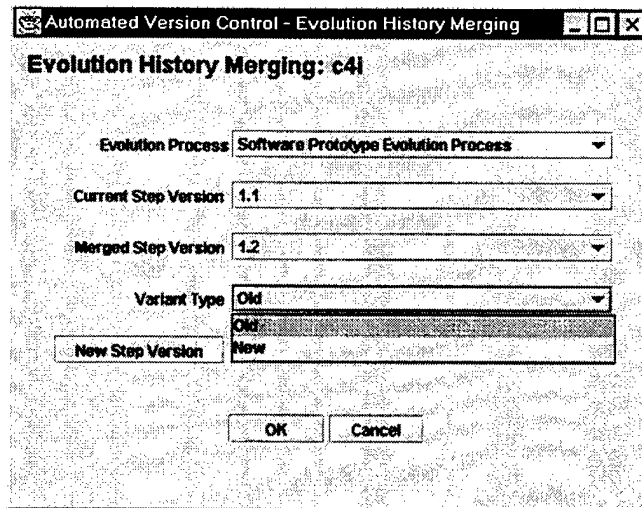 Automated Version Control - Evolution History Merging
Evolution History Merging: c4i
Evolution Process Software Prototype Evolution Process
Current Step Version 1.1
Merged Step Version 1.2
Variant Type Old
Old
New Step Version New
OK Cancel